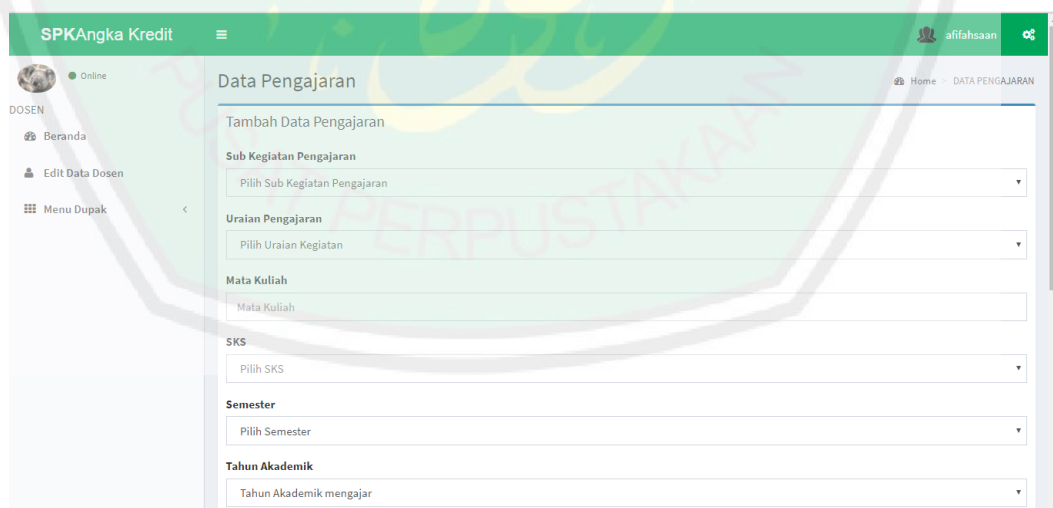 SPKAngka Kredit
afifahsaan
Online
DOSEN
Beranda
Edit Data Dosen
Menu Dupak
Data Pengajaran
Home > DATA PENGAJARAN
Tambah Data Pengajaran
Sub Kegiatan Pengajaran
Pilih Sub Kegiatan Pengajaran
Uraian Pengajaran
Pilih Uraian Kegiatan
Mata Kuliah
Mata Kuliah
SKS
Pilih SKS
Semester
Pilih Semester
Tahun Akademik
Tahun Akademik mengajar
PUSAT PERPUSTAKAAN